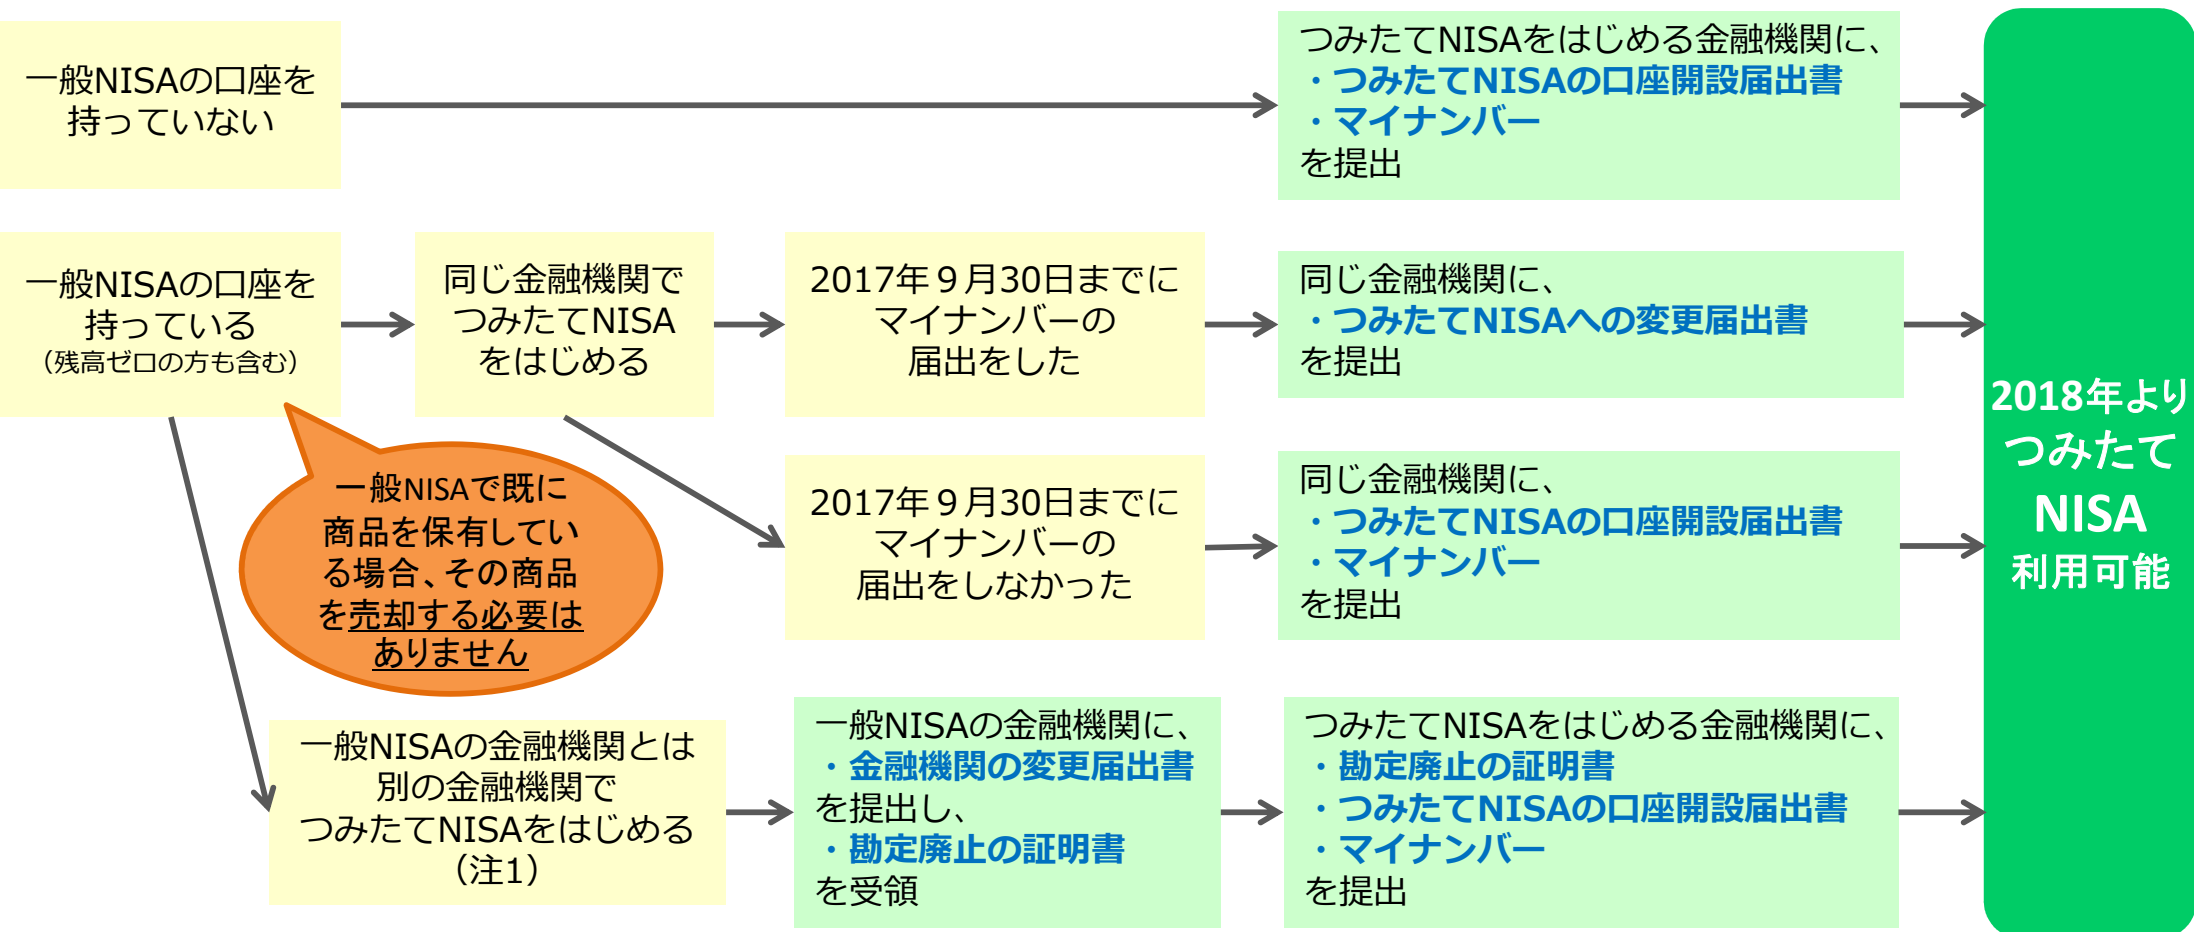 一般NISAの口座を
持っていない
つみたてNISAをはじめる金融機関に、
・つみたてNISAの口座開設届出書
・マイナンバー
を提出
一般NISAの口座を
持っている
（残高ゼロの方も含む）
同じ金融機関で
つみたてNISA
をはじめる
2017年９月30日までに
マイナンバーの
届出をした
同じ金融機関に、
・つみたてNISAへの変更届出書
を提出
一般NISAで既に
商品を保有してい
る場合、その商品
を売却する必要は
ありません
2017年９月30日までに
マイナンバーの
届出をしなかった
同じ金融機関に、
・つみたてNISAの口座開設届出書
・マイナンバー
を提出
一般NISAの金融機関とは
別の金融機関で
つみたてNISAをはじめる
（注1）
一般NISAの金融機関に、
・金融機関の変更届出書
を提出し、
・勘定廃止の証明書
を受領
つみたてNISAをはじめる金融機関に、
・勘定廃止の証明書
・つみたてNISAの口座開設届出書
・マイナンバー
を提出
2018年より
つみたて
NISA
利用可能